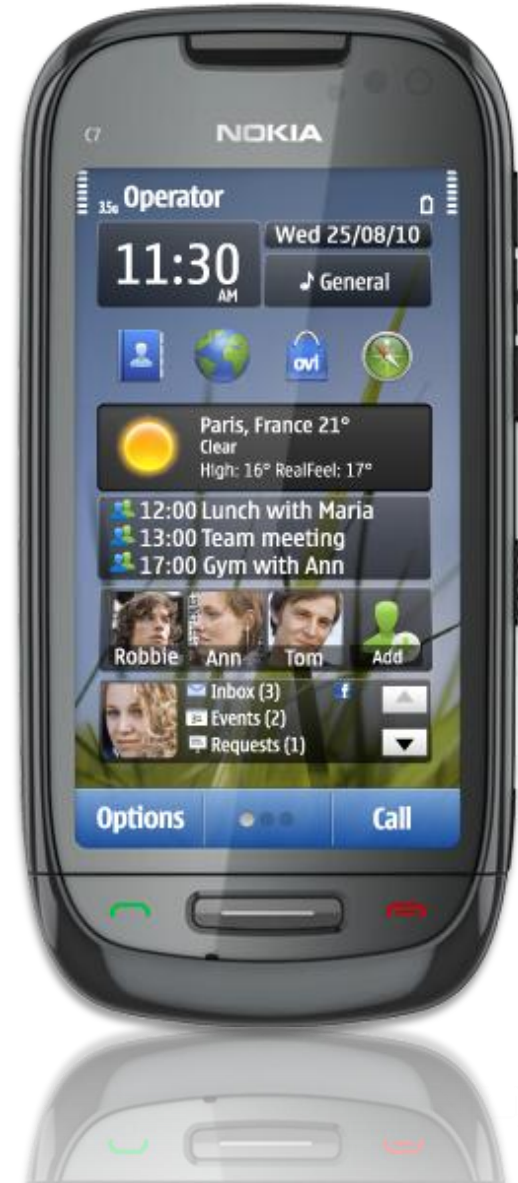 C7
NOKIA
3.5G Operator
11:30 AM
Wed 25/08/10
General
ovi
Paris, France 21°
Clear
High: 16° RealFeel: 17°
12:00 Lunch with Maria
13:00 Team meeting
17:00 Gym with Ann
Robbie Ann Tom Add
Inbox (3) f
Events (2)
Requests (1)
Options Call